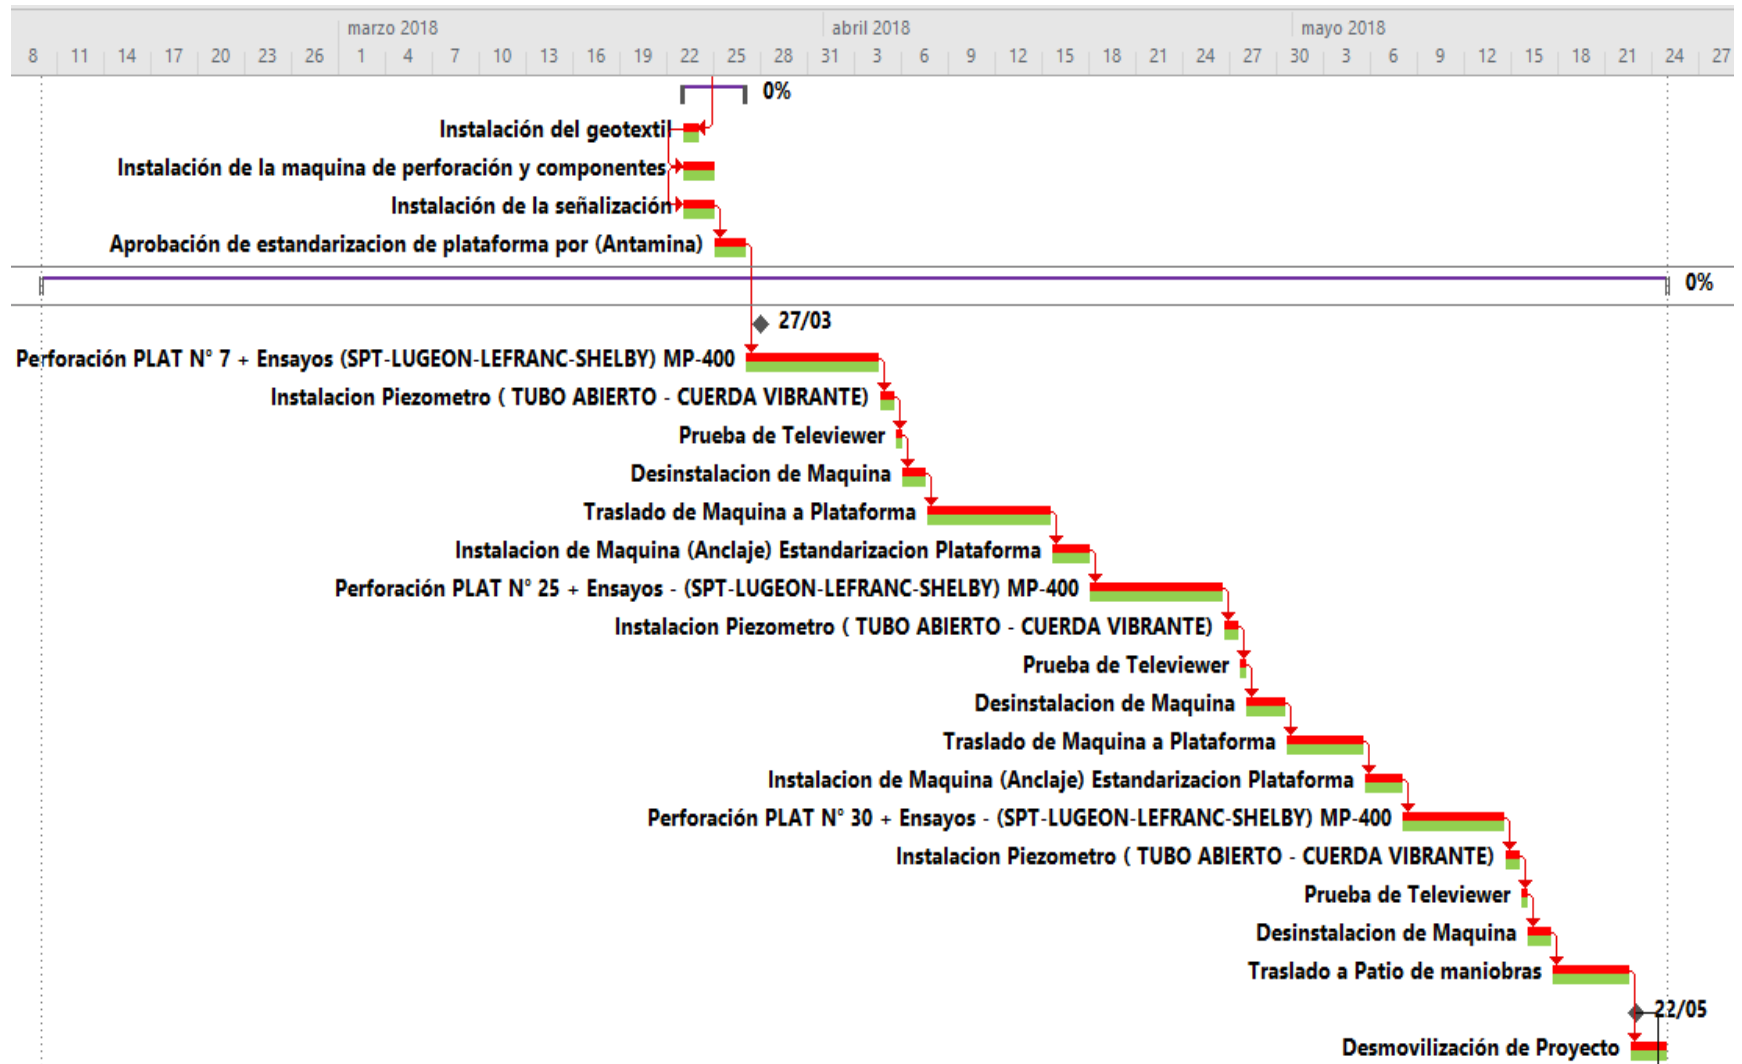 marzo 2018 abril 2018 mayo 2018
8 11 14 17 20 23 26 1 4 7 10 13 16 19 22 25 28 31 3 6 9 12 15 18 21 24 27 30 3 6 9 12 15 18 21 24 27
0%
Instalación del geotextil
Instalación de la maquina de perforación y componentes
Instalación de la señalización
Aprobación de estandarizacion de plataforma por (Antamina)
0%
27/03
Perforación PLAT N° 7 + Ensayos (SPT-LUGEON-LEFRANC-SHELBY) MP-400
Instalacion Piezometro ( TUBO ABIERTO - CUERDA VIBRANTE)
Prueba de Televiewer
Desinstalacion de Maquina
Traslado de Maquina a Plataforma
Instalacion de Maquina (Anclaje) Estandarizacion Plataforma
Perforación PLAT N° 25 + Ensayos - (SPT-LUGEON-LEFRANC-SHELBY) MP-400
Instalacion Piezometro ( TUBO ABIERTO - CUERDA VIBRANTE)
Prueba de Televiewer
Desinstalacion de Maquina
Traslado de Maquina a Plataforma
Instalacion de Maquina (Anclaje) Estandarizacion Plataforma
Perforación PLAT N° 30 + Ensayos - (SPT-LUGEON-LEFRANC-SHELBY) MP-400
Instalacion Piezometro ( TUBO ABIERTO - CUERDA VIBRANTE)
Prueba de Televiewer
Desinstalacion de Maquina
Traslado a Patio de maniobras
22/05
Desmovilización de Proyecto